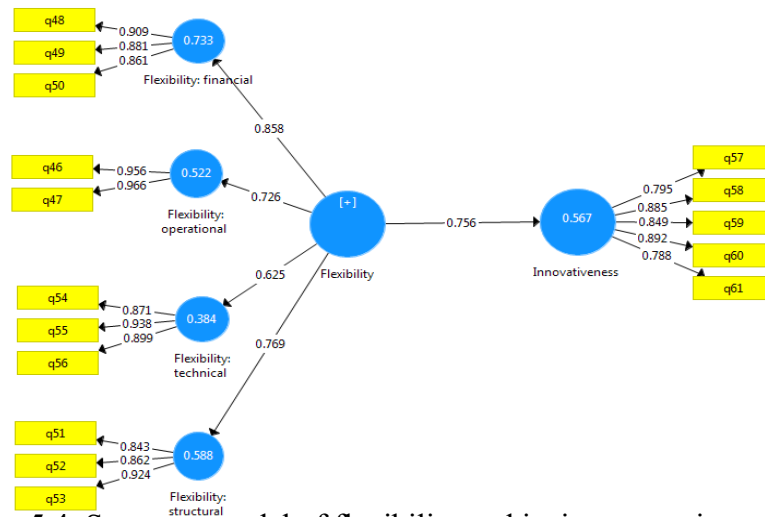 q48
0.909
q49
0.881
0.733
q50
0.861
Flexibility: financial
0.858
q46
0.956
0.522
q47
0.966
0.726
Flexibility:
operational
[+]
Flexibility
0.756
0.567
Innovativeness
q57
0.795
q58
0.885
q59
0.849
q60
0.892
q61
0.788
0.625
q54
0.871
q55
0.938
0.384
q56
0.899
Flexibility:
technical
0.769
q51
0.843
q52
0.862
0.588
q53
0.924
Flexibility:
structural